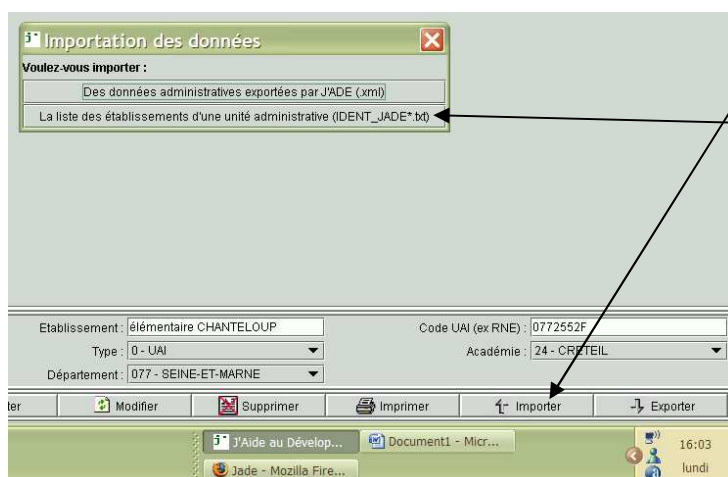 Importation des données
Voulez-vous importer :
Des données administratives exportées par J'ADE (.xml)
La liste des établissements d'une unité administrative (IDENT_JADE*.txt)
Etablissement : élémentaire CHANTELOUP Code UAI (ex RNE) : 0772552F
Type : 0 - UAI Académie : 24 - CRETEIL
Département : 077 - SEINE-ET-MARNE
ter Modifier Supprimer Imprimer Importer Exporter
J'Aide au Dévelop... Document1 - Micr... 16:03
Jade - Mozilla Fire... lundi